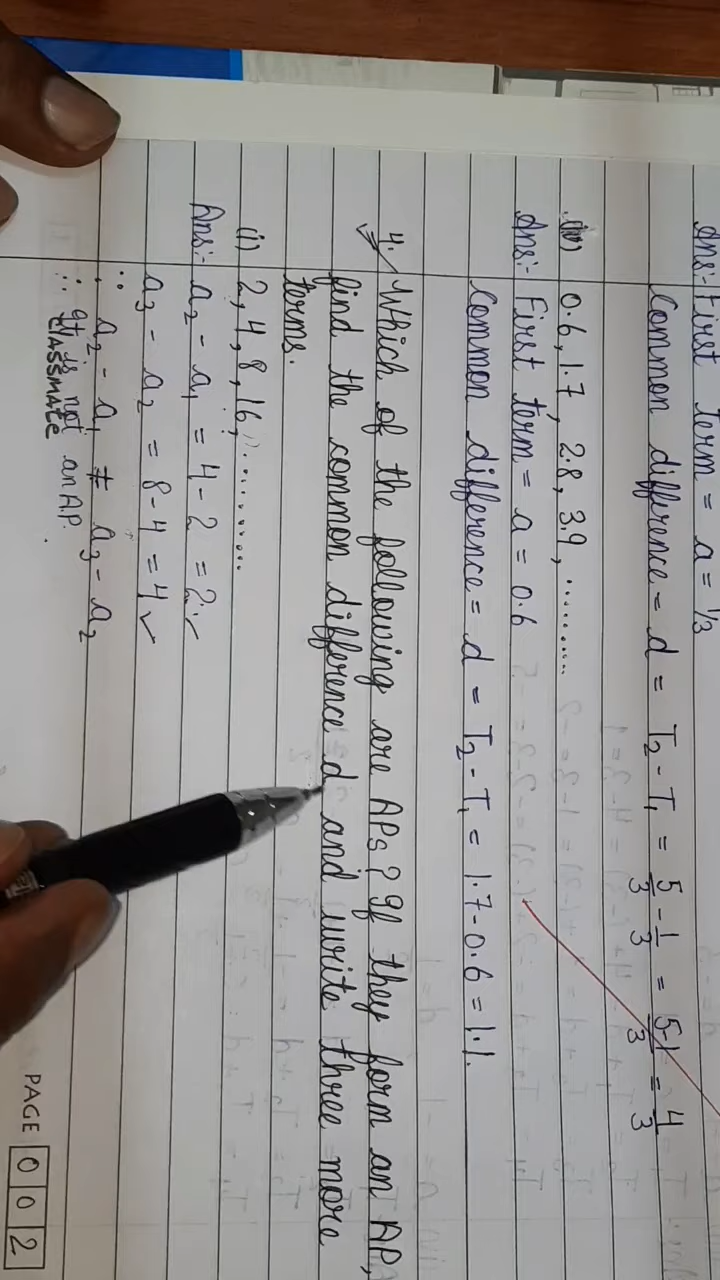 Ans:- First term = a = 1/3
Common difference = d = T₂ - T₁ = 5/3 - 1/3 = 5-1/3 = 4/3
(iv) 0.6, 1.7, 2.8, 3.9, .........
Ans:- First term = a = 0.6
Common difference = d = T₂ - T₁ = 1.7 - 0.6 = 1.1.
4. Which of the following are APs? If they form an AP,
find the common difference d and write three more
terms.
(i) 2, 4, 8, 16, ..........
Ans:- a₂ - a₁ = 4 - 2 = 2
a₃ - a₂ = 8 - 4 = 4
∵ a₂ - a₁ ≠ a₃ - a₂
∴ It is not an AP.
CLASSMATE
PAGE 0 0 2